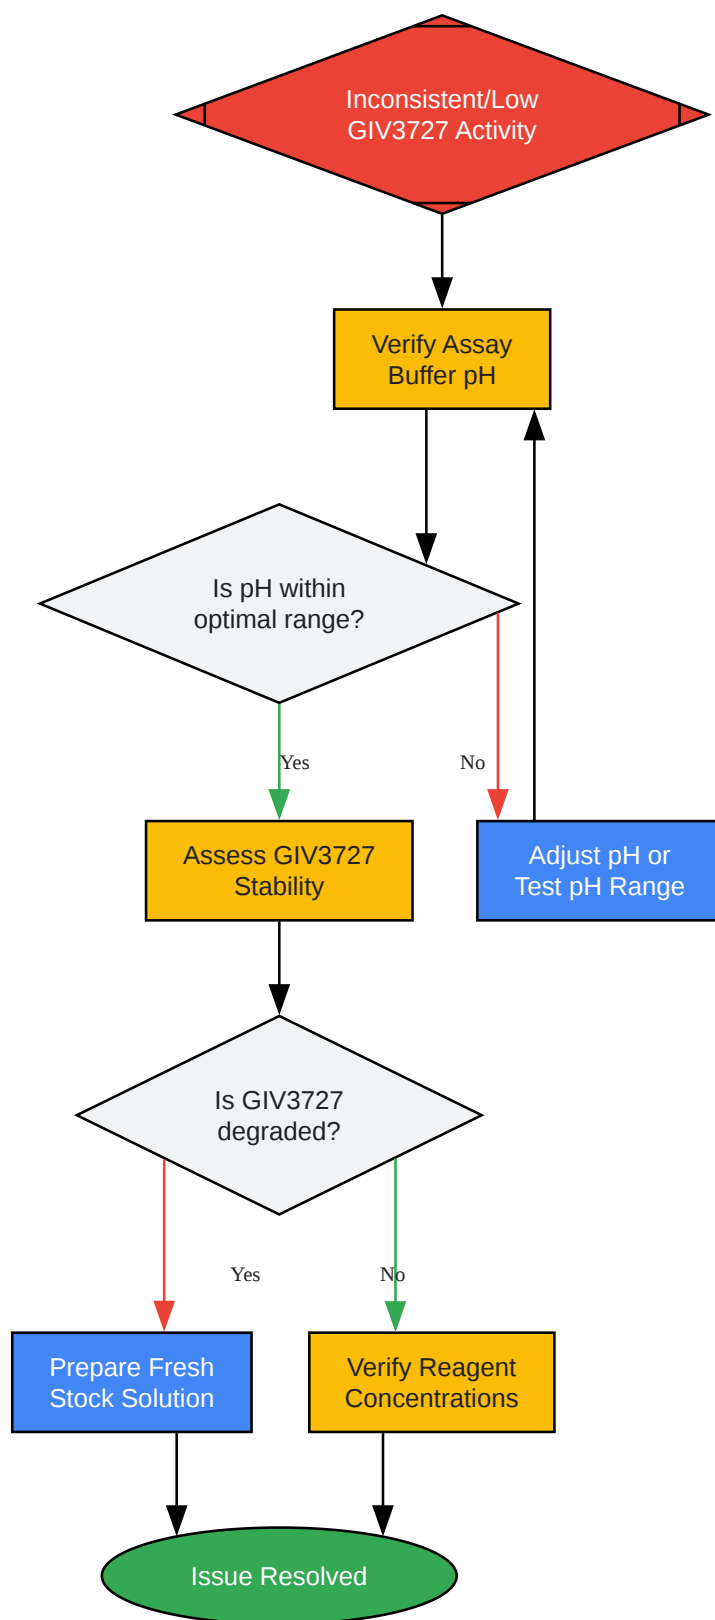 Inconsistent/Low
GIV3727 Activity
Verify Assay
Buffer pH
Is pH within
optimal range?
Yes
No
Assess GIV3727
Stability
Adjust pH or
Test pH Range
Is GIV3727
degraded?
Yes
No
Prepare Fresh
Stock Solution
Verify Reagent
Concentrations
Issue Resolved